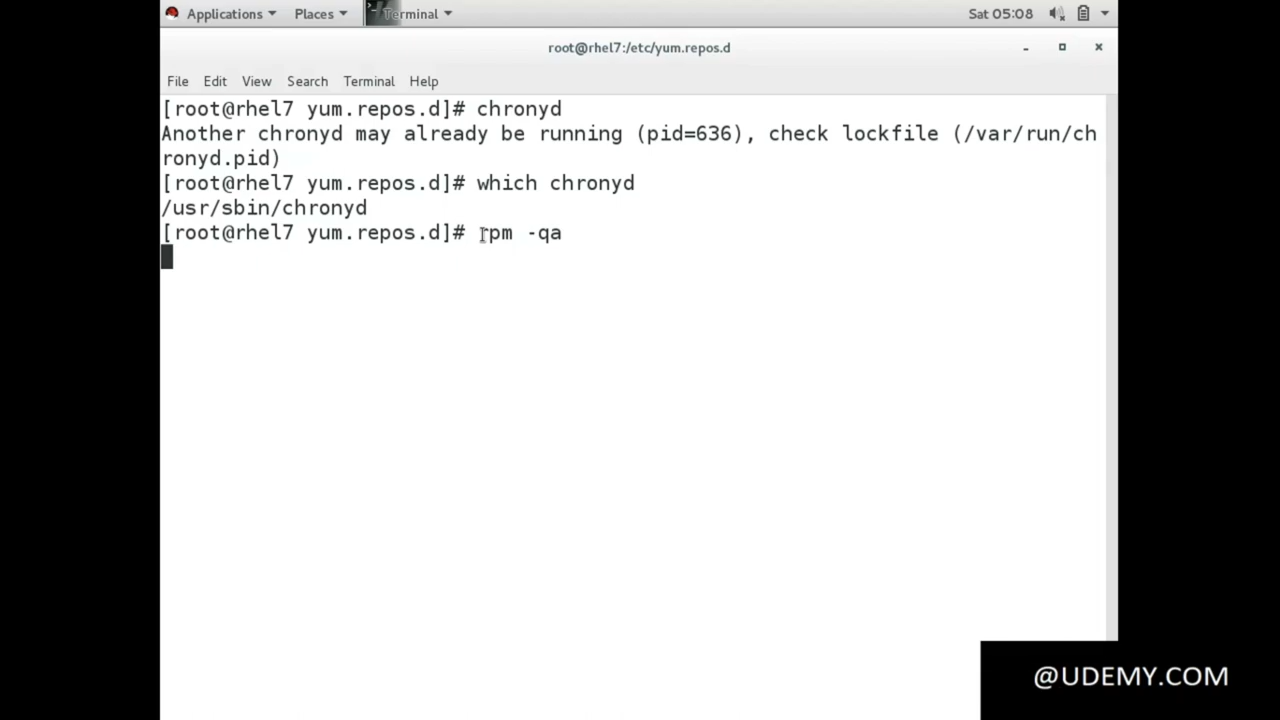 Applications Places Terminal Sat 05:08
root@rhel7:/etc/yum.repos.d
File Edit View Search Terminal Help
[root@rhel7 yum.repos.d]# chronyd
Another chronyd may already be running (pid=636), check lockfile (/var/run/ch
ronyd.pid)
[root@rhel7 yum.repos.d]# which chronyd
/usr/sbin/chronyd
[root@rhel7 yum.repos.d]# rpm -qa
@UDEMY.COM